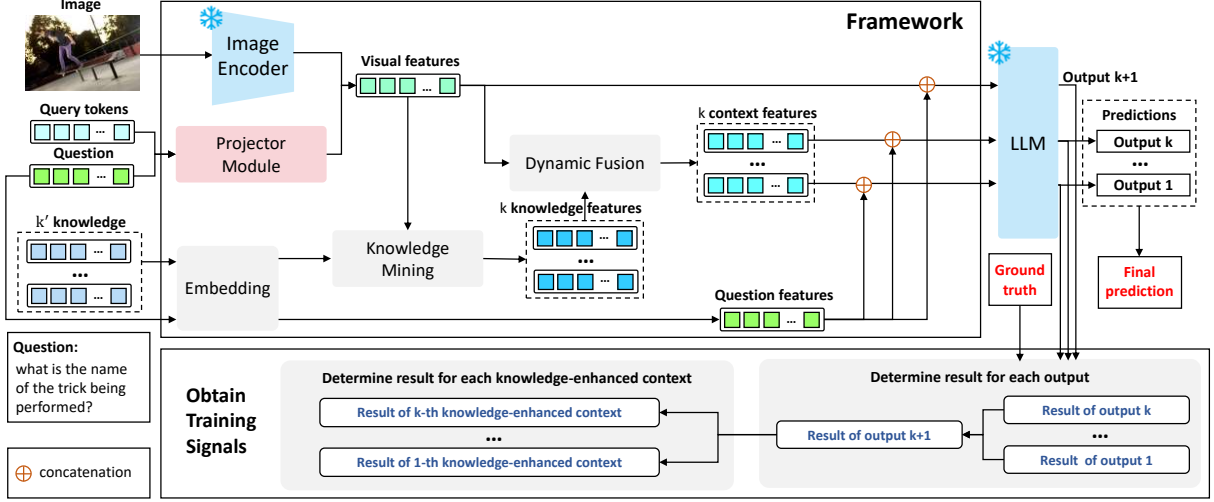 Image
Framework
Image
Encoder
Visual features
Output k+1
Query tokens
...
k context features
Predictions
...
Question
Projector
Module
Dynamic Fusion
LLM
Output k
...
...
Output 1
k′ knowledge
k knowledge features
...
Knowledge
Mining
...
Embedding
Ground
truth
Final
prediction
Question features
...
Question:
what is the name
of the trick being
performed?
Obtain
Training
Signals
Determine result for each knowledge-enhanced context
Result of k-th knowledge-enhanced context
...
Result of 1-th knowledge-enhanced context
Determine result for each output
Result of output k+1
Result of output k
...
Result of output 1
concatenation